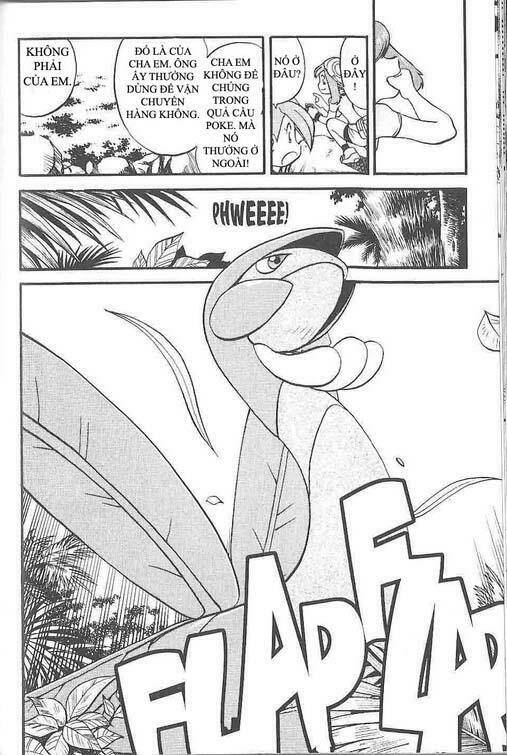 Ở
ĐÂY
!
NÓ Ở
ĐÂU?
CHA EM
KHÔNG ĐỂ
CHÚNG
TRONG
QUẢ CẦU
POKE. MÀ
NÓ
THƯỜNG Ở
NGOÀI!
ĐÓ LÀ CỦA
CHA EM. ÔNG
ẤY THƯỜNG
DÙNG ĐỂ VẬN
CHUYỂN
HÀNG KHÔNG.
KHÔNG
PHẢI
CỦA EM.
PHWEEEE!
FLAP
FLAP